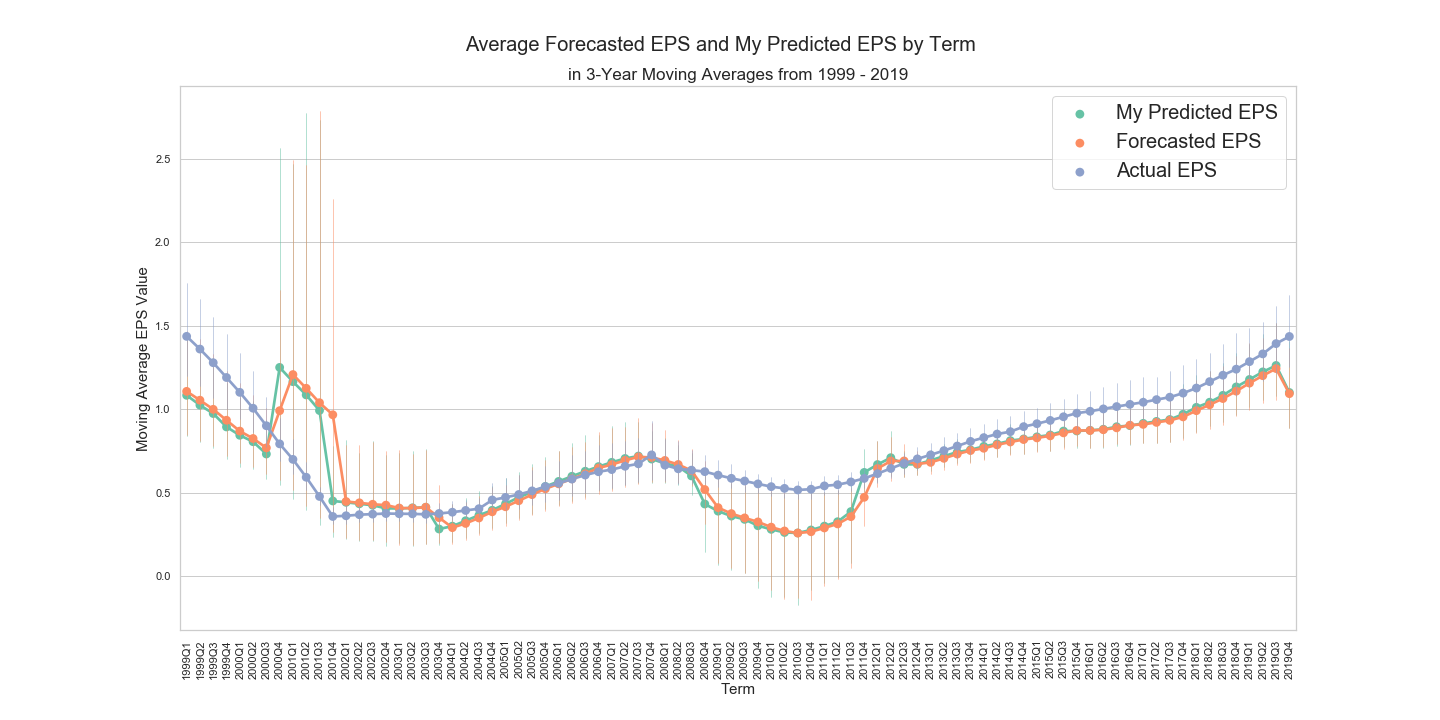 Average Forecasted EPS and My Predicted EPS by Term
in 3-Year Moving Averages from 1999 - 2019
My Predicted EPS
Forecasted EPS
Actual EPS
Moving Average EPS Value
2.5
2.0
1.5
1.0
0.5
0.0
1999Q1
1999Q2
1999Q3
1999Q4
2000Q1
2000Q2
2000Q3
2000Q4
2001Q1
2001Q2
2001Q3
2001Q4
2002Q1
2002Q2
2002Q3
2002Q4
2003Q1
2003Q2
2003Q3
2003Q4
2004Q1
2004Q2
2004Q3
2004Q4
2005Q1
2005Q2
2005Q3
2005Q4
2006Q1
2006Q2
2006Q3
2006Q4
2007Q1
2007Q2
2007Q3
2007Q4
2008Q1
2008Q2
2008Q3
2008Q4
2009Q1
2009Q2
2009Q3
2009Q4
2010Q1
2010Q2
2010Q3
2010Q4
2011Q1
2011Q2
2011Q3
2011Q4
2012Q1
2012Q2
2012Q3
2012Q4
2013Q1
2013Q2
2013Q3
2013Q4
2014Q1
2014Q2
2014Q3
2014Q4
2015Q1
2015Q2
2015Q3
2015Q4
2016Q1
2016Q2
2016Q3
2016Q4
2017Q1
2017Q2
2017Q3
2017Q4
2018Q1
2018Q2
2018Q3
2018Q4
2019Q1
2019Q2
2019Q3
2019Q4
Term